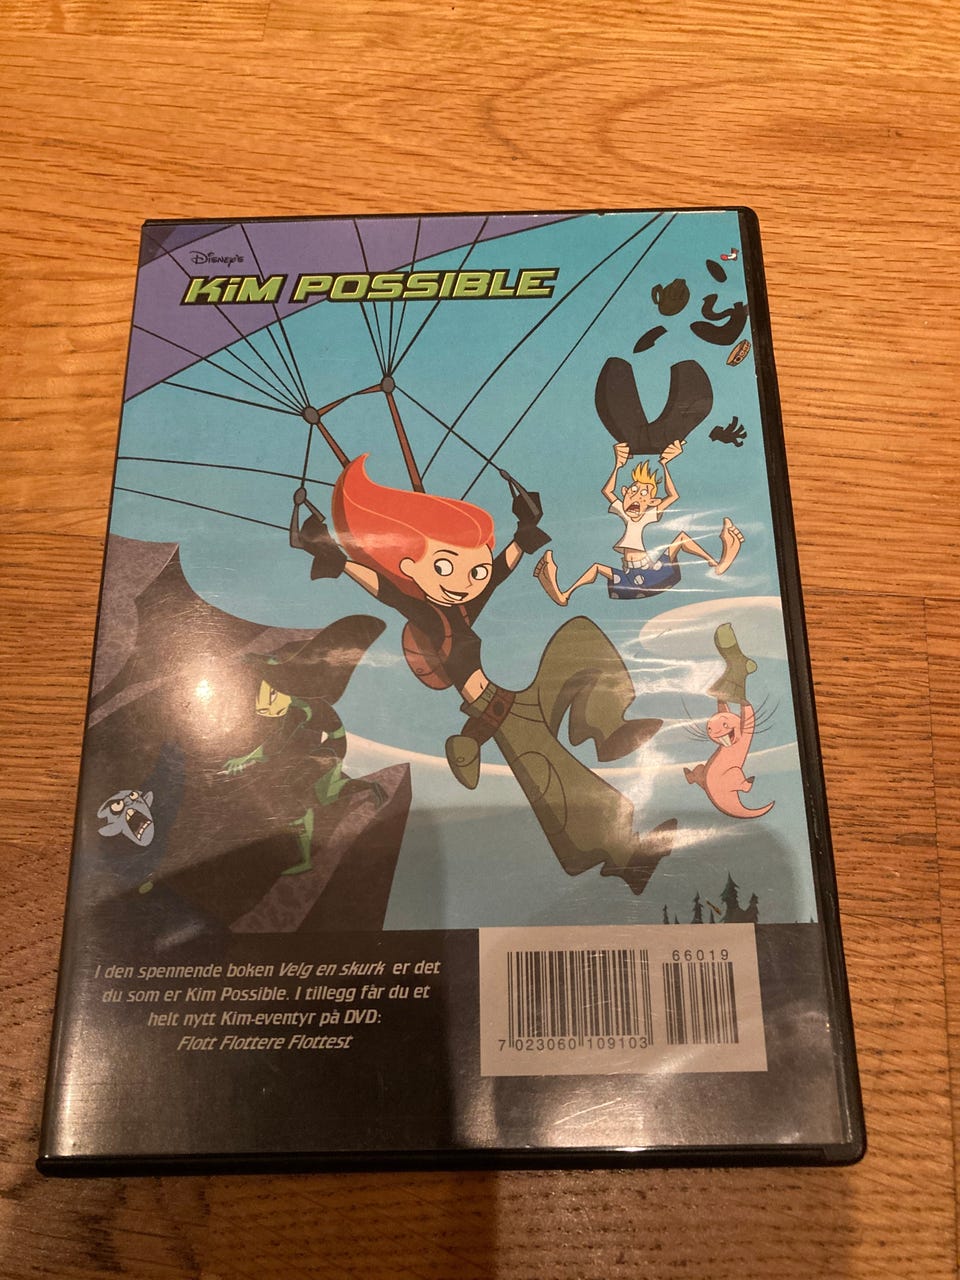 Disney's
KiM POSSIBLE
I den spennende boken Velg en skurk er det
du som er Kim Possible. I tillegg får du et
helt nytt Kim-eventyr på DVD:
Flott Flottere Flottest
66019
7 023060 109103